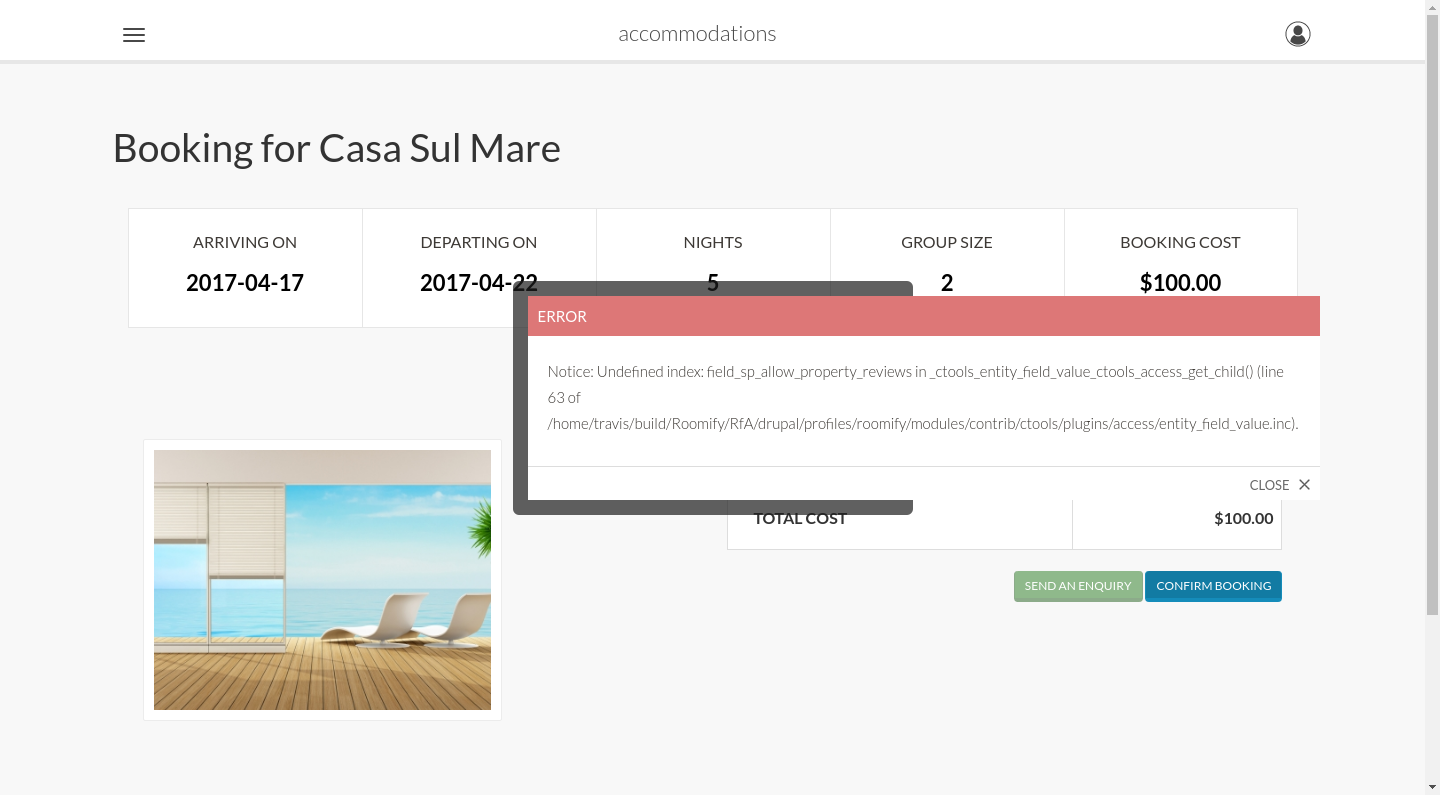 accommodations
Booking for Casa Sul Mare
ARRIVING ON
2017-04-17
DEPARTING ON
2017-04-22
NIGHTS
5
GROUP SIZE
2
BOOKING COST
$100.00
ERROR
Notice: Undefined index: field_sp_allow_property_reviews in _ctools_entity_field_value_ctools_access_get_child() (line
63 of
/home/travis/build/Roomify/RfA/drupal/profiles/roomify/modules/contrib/ctools/plugins/access/entity_field_value.inc).
CLOSE
TOTAL COST $100.00
SEND AN ENQUIRY CONFIRM BOOKING